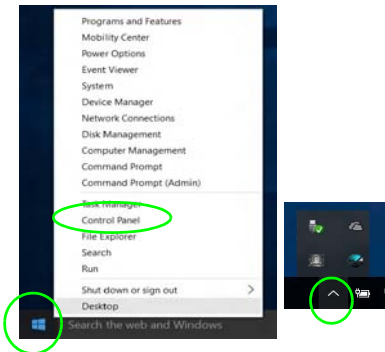 Programs and Features
Mobility Center
Power Options
Event Viewer
System
Device Manager
Network Connections
Disk Management
Computer Management
Command Prompt
Command Prompt (Admin)
Task Manager
Control Panel
File Explorer
Search
Run
Shut down or sign out
Desktop
Search the web and Windows